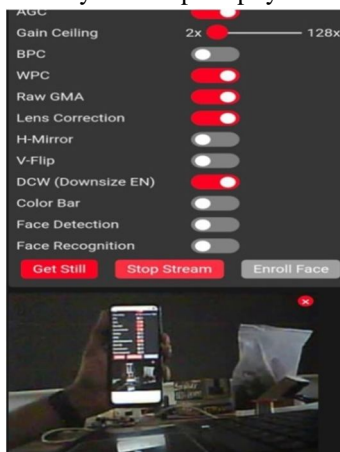 AGC
Gain Ceiling 2x 128x
BPC
WPC
Raw GMA
Lens Correction
H-Mirror
V-Flip
DCW (Downsize EN)
Color Bar
Face Detection
Face Recognition
Get Still Stop Stream Enroll Face